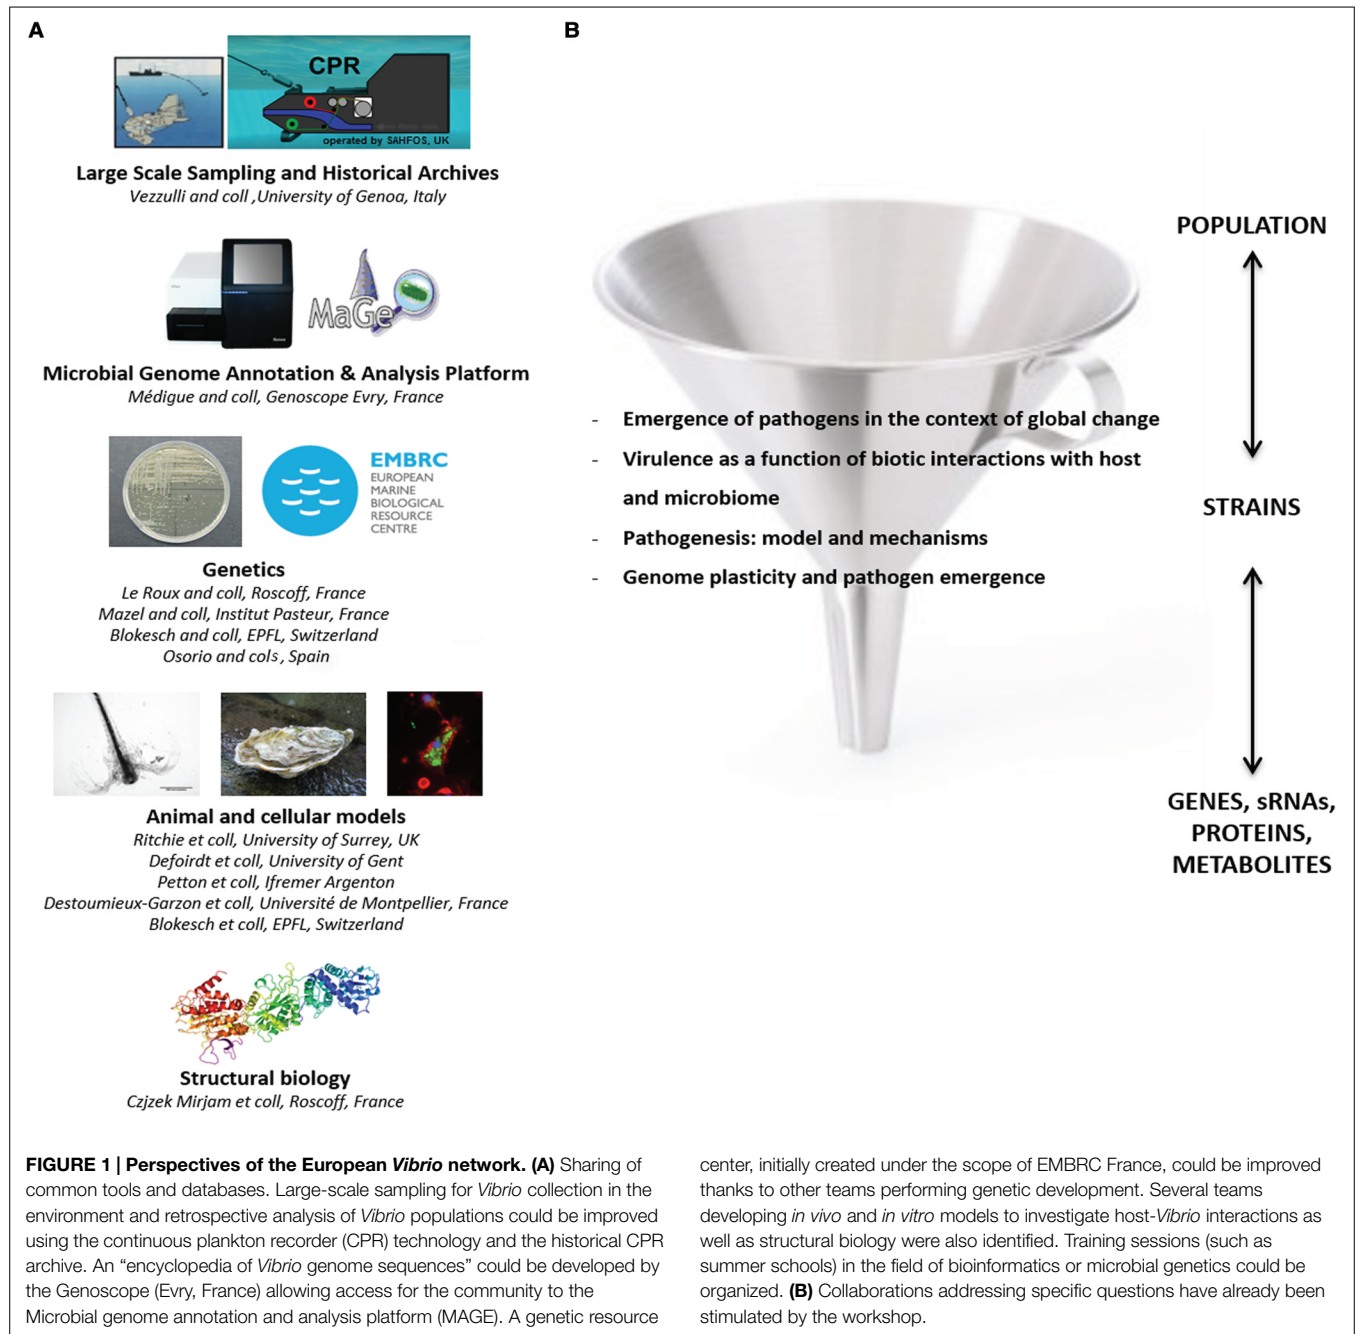 A
CPR
operated by SAHFOS, UK
Large Scale Sampling and Historical Archives
Vezzulli and coll ,University of Genoa, Italy
MaGe
Microbial Genome Annotation & Analysis Platform
Médigue and coll, Genoscope Evry, France
EMBRC
EUROPEAN
MARINE
BIOLOGICAL
RESOURCE
CENTRE
Genetics
Le Roux and coll, Roscoff, France
Mazel and coll, Institut Pasteur, France
Blokesch and coll, EPFL, Switzerland
Osorio and cols, Spain
Animal and cellular models
Ritchie et coll, University of Surrey, UK
Defoirdt et coll, University of Gent
Petton et coll, Ifremer Argenton
Destoumieux-Garzon et coll, Université de Montpellier, France
Blokesch et coll, EPFL, Switzerland
Structural biology
Czjzek Mirjam et coll, Roscoff, France
B
- Emergence of pathogens in the context of global change
- Virulence as a function of biotic interactions with host
and microbiome
- Pathogenesis: model and mechanisms
- Genome plasticity and pathogen emergence
POPULATION
STRAINS
GENES, sRNAs,
PROTEINS,
METABOLITES
FIGURE 1 | Perspectives of the European Vibrio network. (A) Sharing of
common tools and databases. Large-scale sampling for Vibrio collection in the
environment and retrospective analysis of Vibrio populations could be improved
using the continuous plankton recorder (CPR) technology and the historical CPR
archive. An “encyclopedia of Vibrio genome sequences” could be developed by
the Genoscope (Evry, France) allowing access for the community to the
Microbial genome annotation and analysis platform (MAGE). A genetic resource
center, initially created under the scope of EMBRC France, could be improved
thanks to other teams performing genetic development. Several teams
developing in vivo and in vitro models to investigate host-Vibrio interactions as
well as structural biology were also identified. Training sessions (such as
summer schools) in the field of bioinformatics or microbial genetics could be
organized. (B) Collaborations addressing specific questions have already been
stimulated by the workshop.